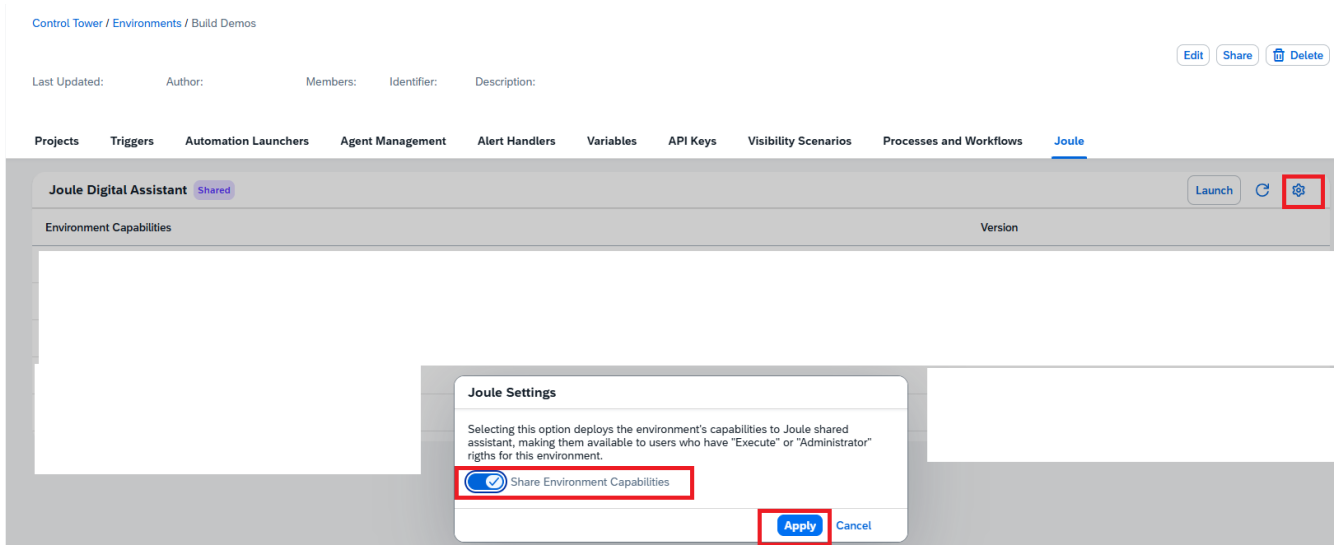 Control Tower / Environments / Build Demos
Edit Share Delete
Last Updated: Author: Members: Identifier: Description:
Projects Triggers Automation Launchers Agent Management Alert Handlers Variables API Keys Visibility Scenarios Processes and Workflows Joule
Joule Digital Assistant Shared Launch
Environment Capabilities Version
Joule Settings
Selecting this option deploys the environment's capabilities to Joule shared
assistant, making them available to users who have "Execute" or "Administrator"
rigths for this environment.
Share Environment Capabilities
Apply Cancel